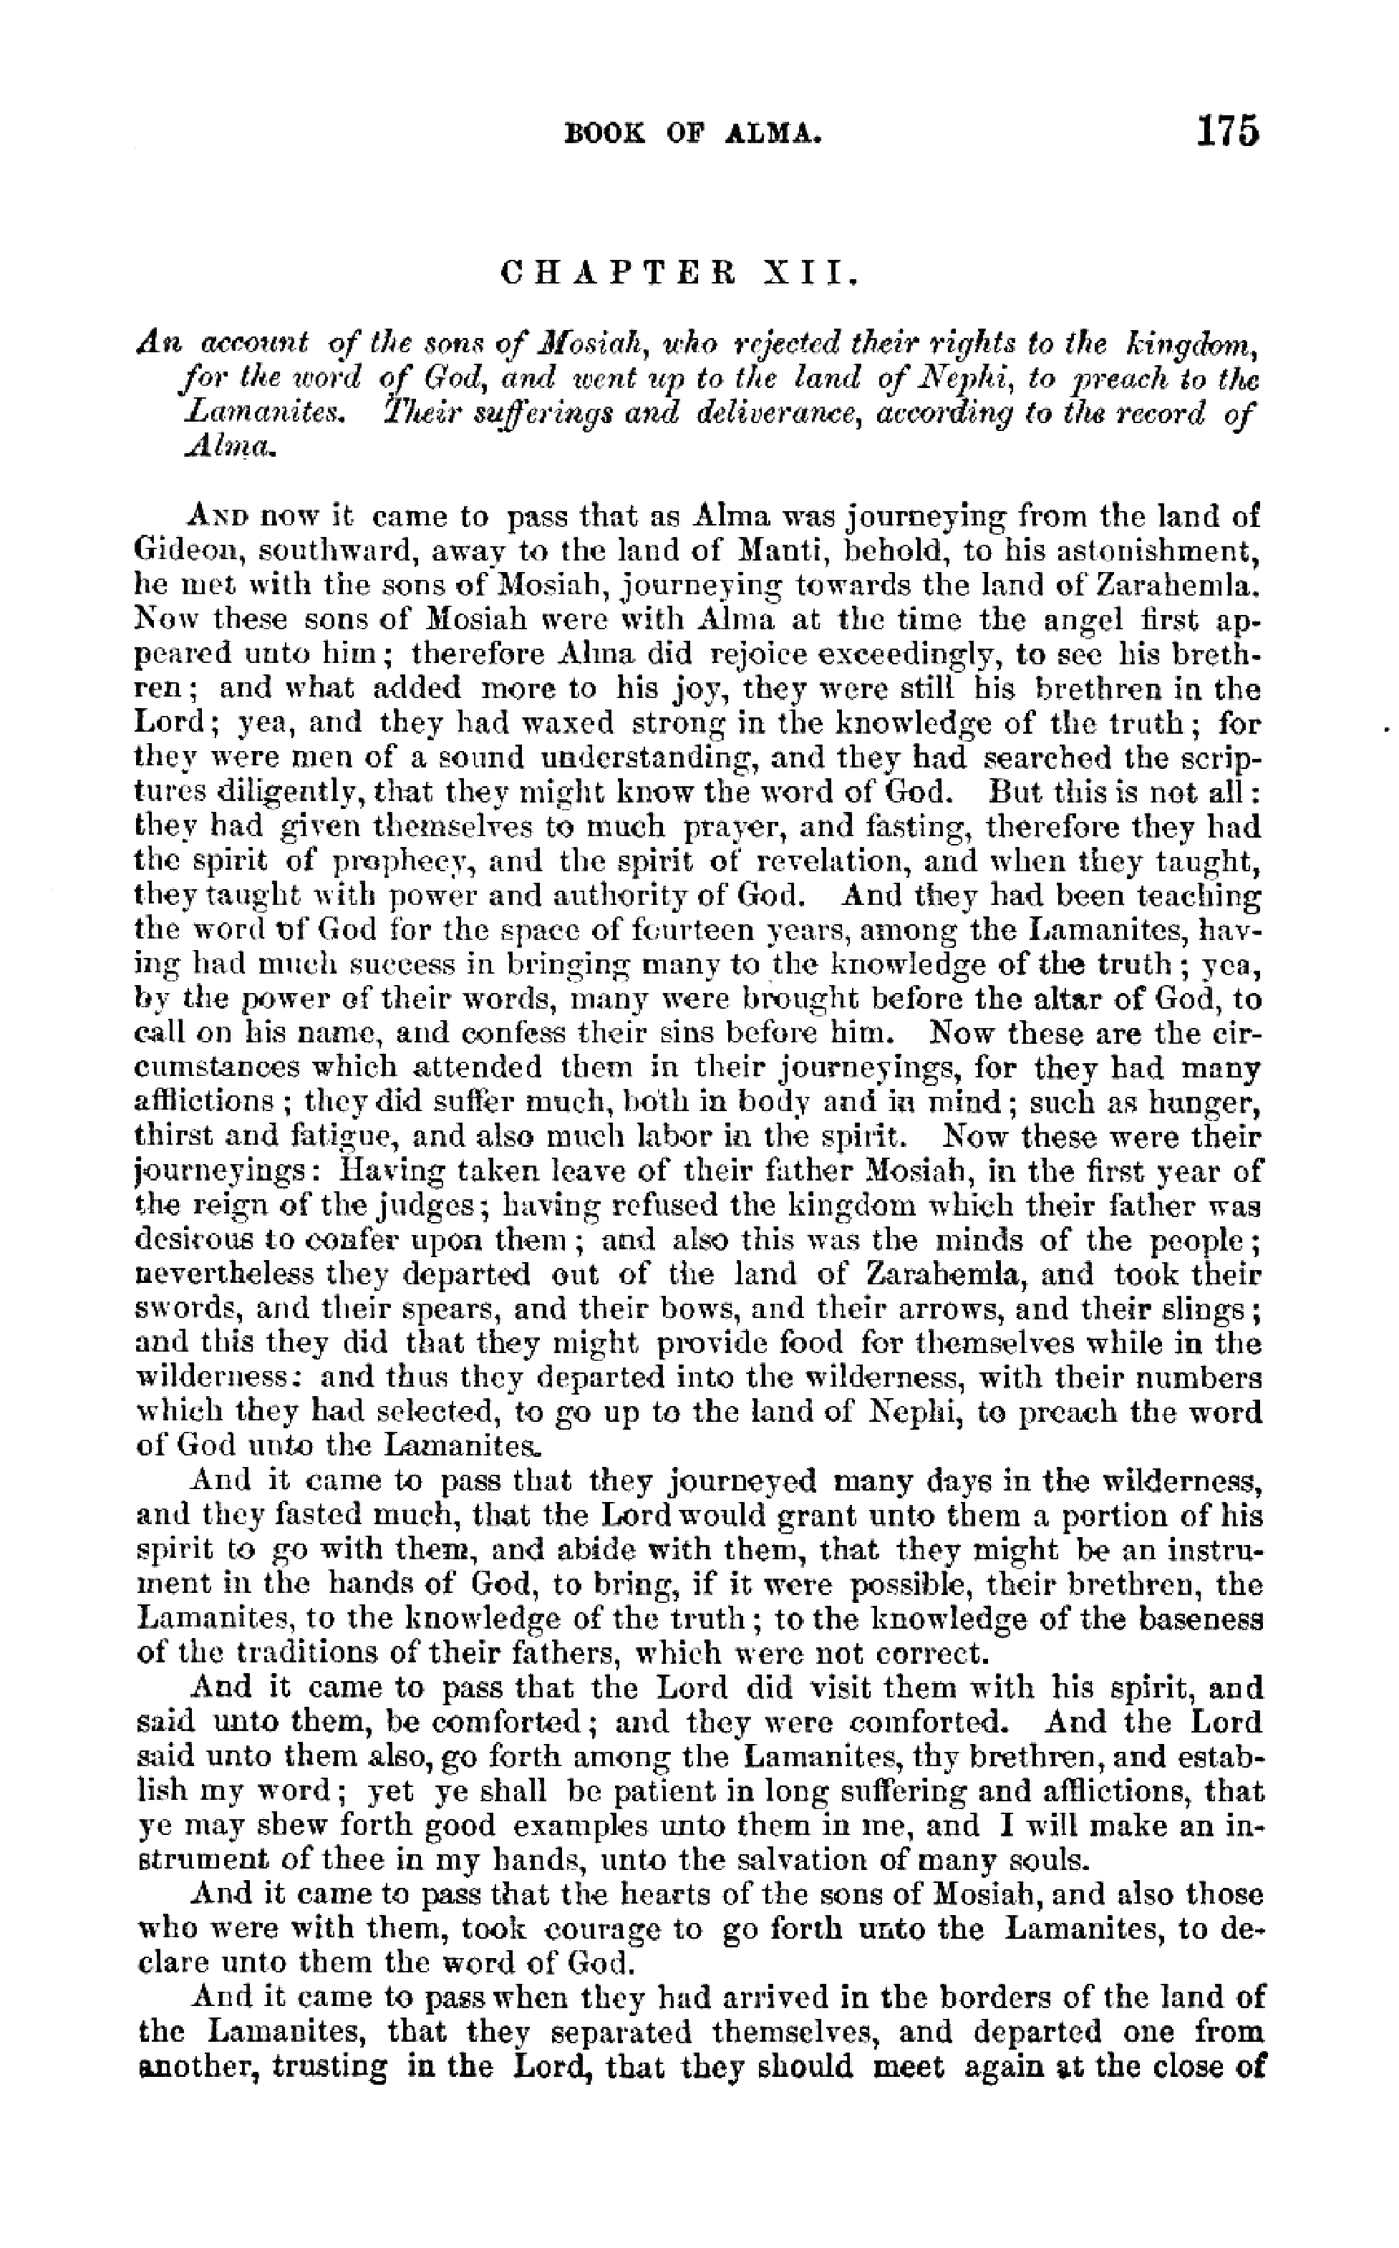 BOOK OF ALMA. 175
CHAPTER XII.
An account of the sons of Mosiah, who rejected their rights to the kingdom,
for the word of God, and went up to the land of Nephi, to preach to the
Lamanites. Their sufferings and deliverance, according to the record of
Alma.
AND now it came to pass that as Alma was journeying from the land of
Gideon, southward, away to the land of Manti, behold, to his astonishment,
he met with the sons of Mosiah, journeying towards the land of Zarahemla.
Now these sons of Mosiah were with Alma at the time the angel first ap-
peared unto him; therefore Alma did rejoice exceedingly, to see his breth-
ren; and what added more to his joy, they were still his brethren in the
Lord; yea, and they had waxed strong in the knowledge of the truth; for
they were men of a sound understanding, and they had searched the scrip-
tures diligently, that they might know the word of God. But this is not all:
they had given themselves to much prayer, and fasting, therefore they had
the spirit of prophecy, and the spirit of revelation, and when they taught,
they taught with power and authority of God. And they had been teaching
the word of God for the space of fourteen years, among the Lamanites, hav-
ing had much success in bringing many to the knowledge of the truth; yea,
by the power of their words, many were brought before the altar of God, to
call on his name, and confess their sins before him. Now these are the cir-
cumstances which attended them in their journeyings, for they had many
afflictions; they did suffer much, both in body and in mind; such as hunger,
thirst and fatigue, and also much labor in the spirit. Now these were their
journeyings: Having taken leave of their father Mosiah, in the first year of
the reign of the judges; having refused the kingdom which their father was
desirous to confer upon them; and also this was the minds of the people;
nevertheless they departed out of the land of Zarahemla, and took their
swords, and their spears, and their bows, and their arrows, and their slings;
and this they did that they might provide food for themselves while in the
wilderness: and thus they departed into the wilderness, with their numbers
which they had selected, to go up to the land of Nephi, to preach the word
of God unto the Lamanites.
And it came to pass that they journeyed many days in the wilderness,
and they fasted much, that the Lord would grant unto them a portion of his
spirit to go with them, and abide with them, that they might be an instru-
ment in the hands of God, to bring, if it were possible, their brethren, the
Lamanites, to the knowledge of the truth; to the knowledge of the baseness
of the traditions of their fathers, which were not correct.
And it came to pass that the Lord did visit them with his spirit, and
said unto them, be comforted; and they were comforted. And the Lord
said unto them also, go forth among the Lamanites, thy brethren, and estab-
lish my word; yet ye shall be patient in long suffering and afflictions, that
ye may shew forth good examples unto them in me, and I will make an in-
strument of thee in my hands, unto the salvation of many souls.
And it came to pass that the hearts of the sons of Mosiah, and also those
who were with them, took courage to go forth unto the Lamanites, to de-
clare unto them the word of God.
And it came to pass when they had arrived in the borders of the land of
the Lamanites, that they separated themselves, and departed one from
another, trusting in the Lord, that they should meet again at the close of